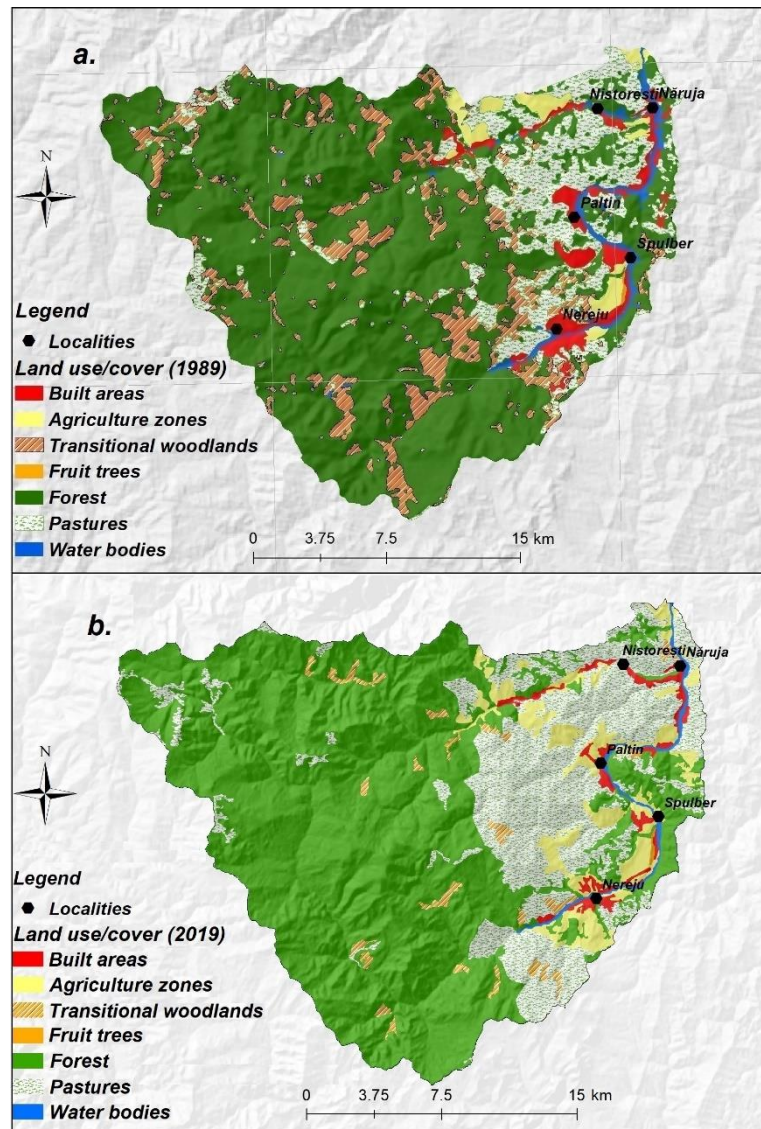 a.
Nistorești Năruja
N
Paltin
Spulber
Nereju
Legend
Localities
Land use/cover (1989)
Built areas
Agriculture zones
Transitional woodlands
Fruit trees
Forest
Pastures
Water bodies
0 3.75 7.5 15 km
b.
Nistorești Năruja
N
Paltin
Spulber
Nereju
Legend
Localities
Land use/cover (2019)
Built areas
Agriculture zones
Transitional woodlands
Fruit trees
Forest
Pastures
Water bodies
0 3.75 7.5 15 km